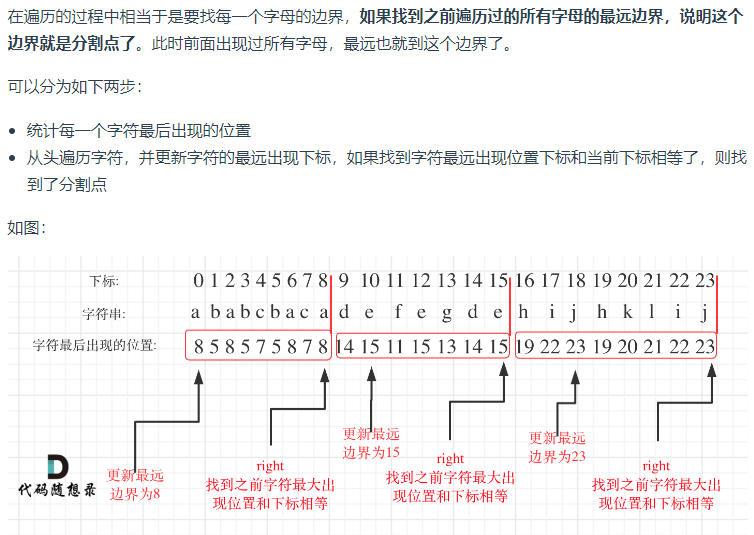 在遍历的过程中相当于是要找每一个字母的边界，如果找到之前遍历过的所有字母的最远边界，说明这个
边界就是分割点了。此时前面出现过所有字母，最远也就到这个边界了。
可以分为如下两步：
统计每一个字符最后出现的位置
从头遍历字符，并更新字符的最远出现下标，如果找到字符最远出现位置下标和当前下标相等了，则找
到了分割点
如图：
下标: 0 1 2 3 4 5 6 7 8 9 10 11 12 13 14 15 16 17 18 19 20 21 22 23
字符串: a b a b c b a c a d e f e g d e h i j h k l i j
字符最后出现的位置: 8 5 8 5 7 5 8 7 8 14 15 11 15 13 14 15 19 22 23 19 20 21 22 23
更新最远
边界为8
right
找到之前字符最大出
现位置和下标相等
更新最远
边界为15
right
找到之前字符最大出
现位置和下标相等
更新最远
边界为23
right
找到之前字符最大出
现位置和下标相等
代码随想录